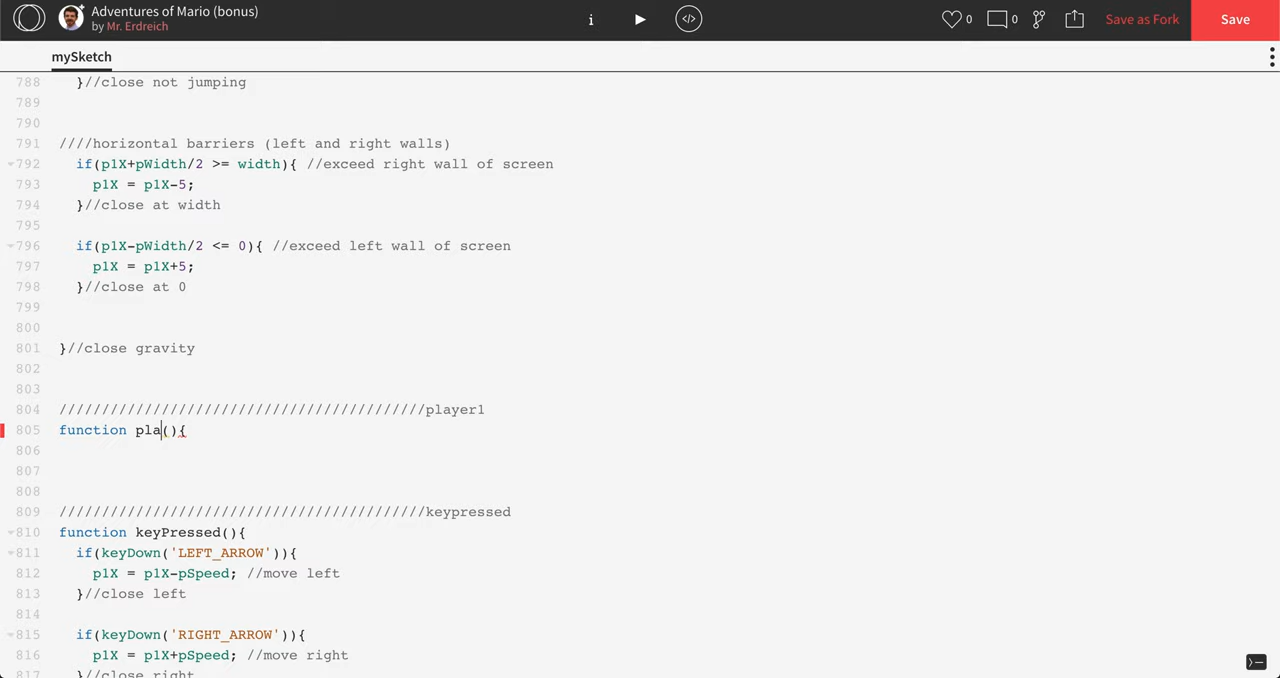 Adventures of Mario (bonus)
by Mr. Erdreich
i
</>
0
0
Save as Fork
Save
mySketch
788 }//close not jumping
789
790
791 ////horizontal barriers (left and right walls)
792 if(p1X+pWidth/2 >= width){ //exceed right wall of screen
793 p1X = p1X-5;
794 }//close at width
795
796 if(p1X-pWidth/2 <= 0){ //exceed left wall of screen
797 p1X = p1X+5;
798 }//close at 0
799
800
801 }//close gravity
802
803
804 ///////////////////////////////////////////player1
805 function pla(){
806
807
808
809 ///////////////////////////////////////////keypressed
810 function keyPressed(){
811 if(keyDown('LEFT_ARROW')){
812 p1X = p1X-pSpeed; //move left
813 }//close left
814
815 if(keyDown('RIGHT_ARROW')){
816 p1X = p1X+pSpeed; //move right
817 }//close right